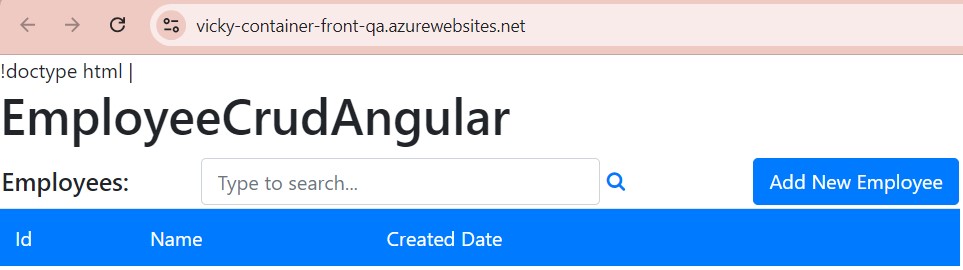 vicky-container-front-qa.azurewebsites.net
!doctype html |
EmployeeCrudAngular
Employees: Type to search... Add New Employee
Id Name Created Date